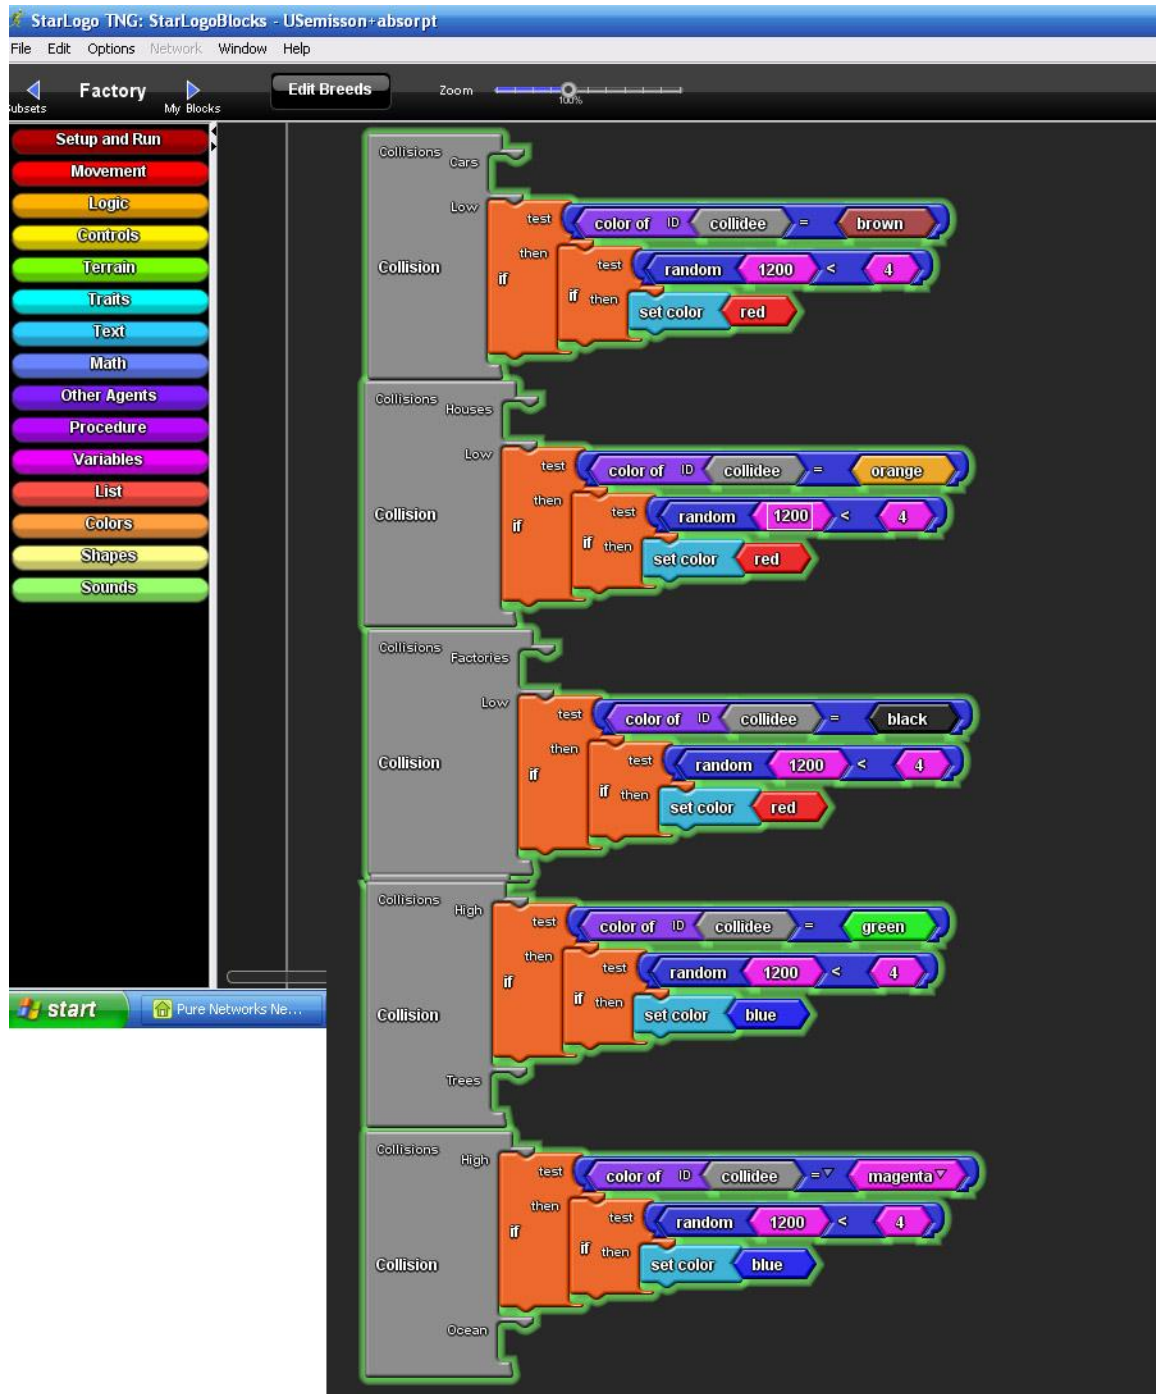 StarLogo TNG: StarLogoBlocks - USemisson+absorpt
File Edit Options Network Window Help
Factory Edit Breeds Zoom
ubsets My Blocks 100%
Setup and Run
Movement
Logic
Controls
Terrain
Traits
Text
Math
Other Agents
Procedure
Variables
List
Colors
Shapes
Sounds
Collisions Cars
Low test color of ID collidee = brown
Collision if then test random 1200 < 4
if then set color red
Collisions Houses
Low test color of ID collidee = orange
Collision if then test random 1200 < 4
if then set color red
Collisions Factories
Low test color of ID collidee = black
Collision if then test random 1200 < 4
if then set color red
Collisions High test color of ID collidee = green
if then test random 1200 < 4
Collision if then set color blue
Trees
Collisions High test color of ID collidee = magenta
if then test random 1200 < 4
Collision if then set color blue
Ocean
start Pure Networks Ne...